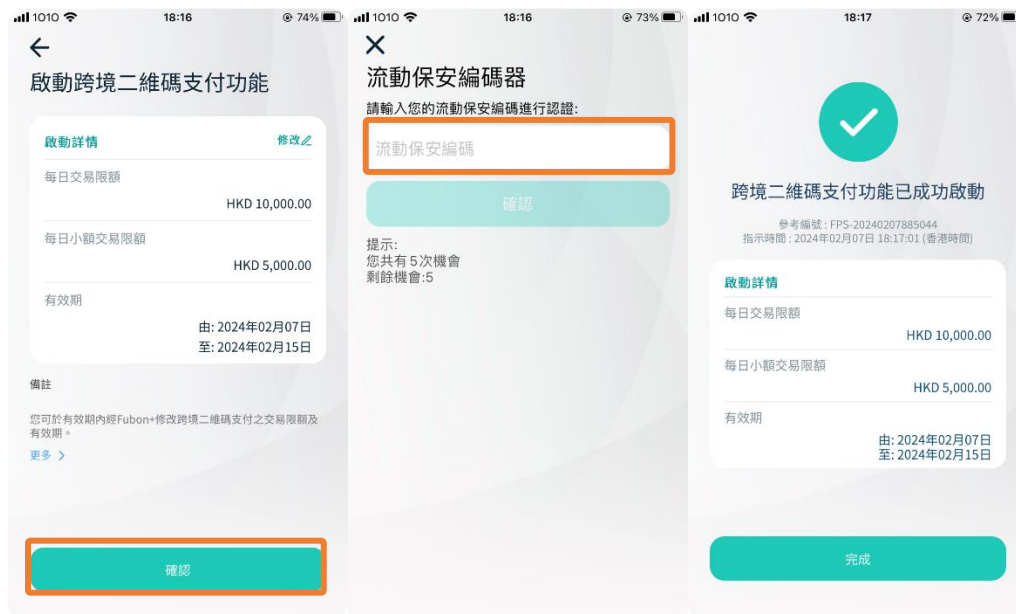 1010
18:16
74%
啟動跨境二維碼支付功能
啟動詳情
修改
每日交易限額
HKD 10,000.00
每日小額交易限額
HKD 5,000.00
有效期
由: 2024年02月07日
至: 2024年02月15日
備註
您可於有效期內經Fubon+修改跨境二維碼支付之交易限額及
有效期。
更多 >
確認
1010
18:16
73%
流動保安編碼器
請輸入您的流動保安編碼進行認證:
流動保安編碼
確認
提示:
您共有5次機會
剩餘機會:5
1010
18:17
72%
跨境二維碼支付功能已成功啟動
參考編號 : FPS-20240207885044
指示時間 : 2024年02月07日 18:17:01 (香港時間)
啟動詳情
每日交易限額
HKD 10,000.00
每日小額交易限額
HKD 5,000.00
有效期
由: 2024年02月07日
至: 2024年02月15日
完成